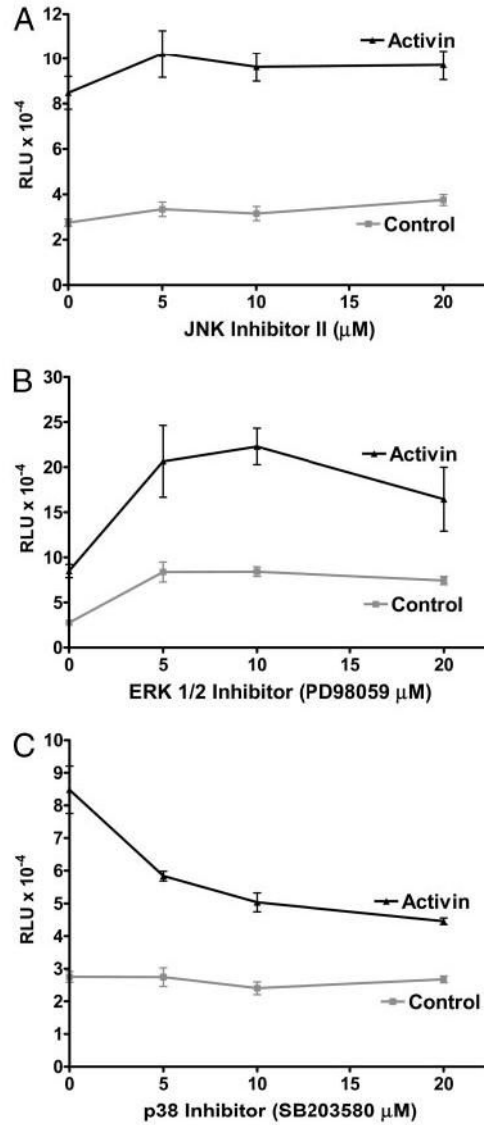 A
12
10
8
6
4
2
0
RLU x 10⁻⁴
Activin
Control
0 5 10 15 20
JNK Inhibitor II (μM)
B
30
25
20
15
10
5
0
RLU x 10⁻⁴
Activin
Control
0 5 10 15 20
ERK 1/2 Inhibitor (PD98059 μM)
C
10
9
8
7
6
5
4
3
2
1
0
RLU x 10⁻⁴
Activin
Control
0 5 10 15 20
p38 Inhibitor (SB203580 μM)